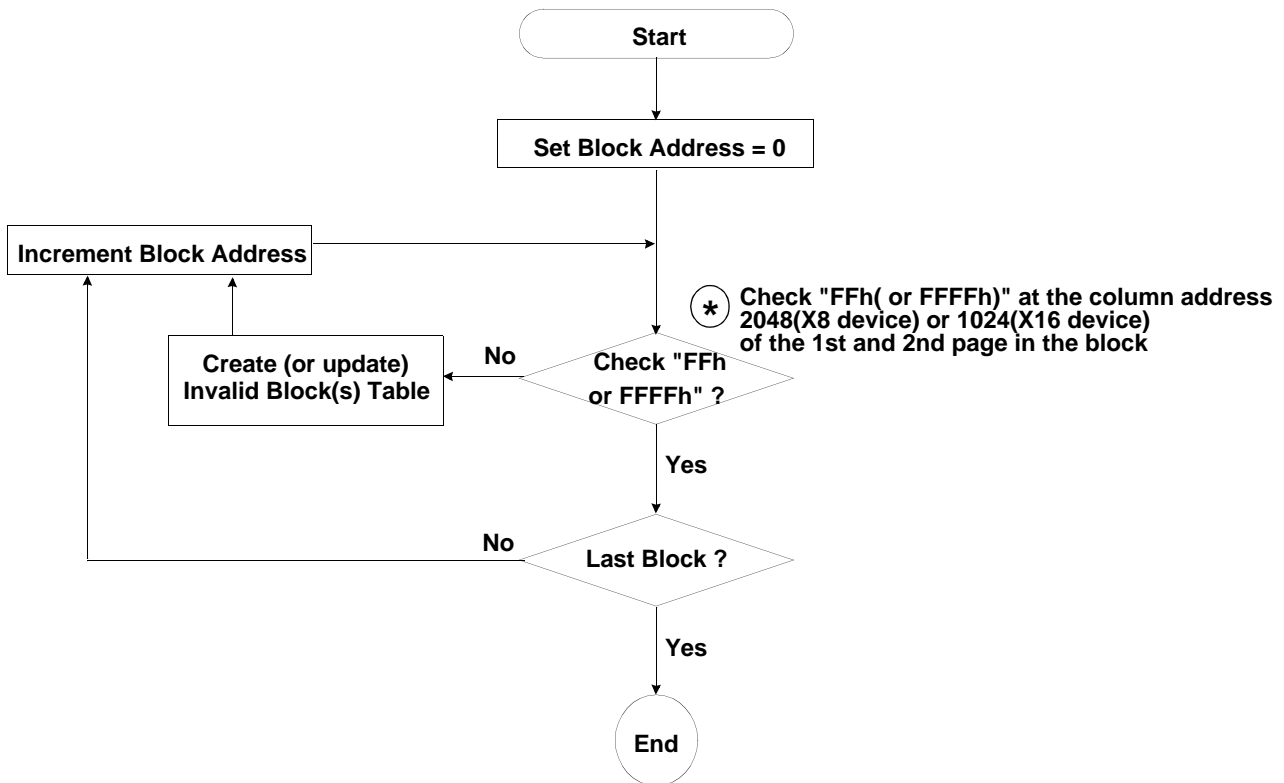 Start
Set Block Address = 0
Increment Block Address
* Check "FFh( or FFFFh)" at the column address
2048(X8 device) or 1024(X16 device)
of the 1st and 2nd page in the block
Create (or update)
Invalid Block(s) Table
No
Check "FFh
or FFFFh" ?
Yes
No
Last Block ?
Yes
End